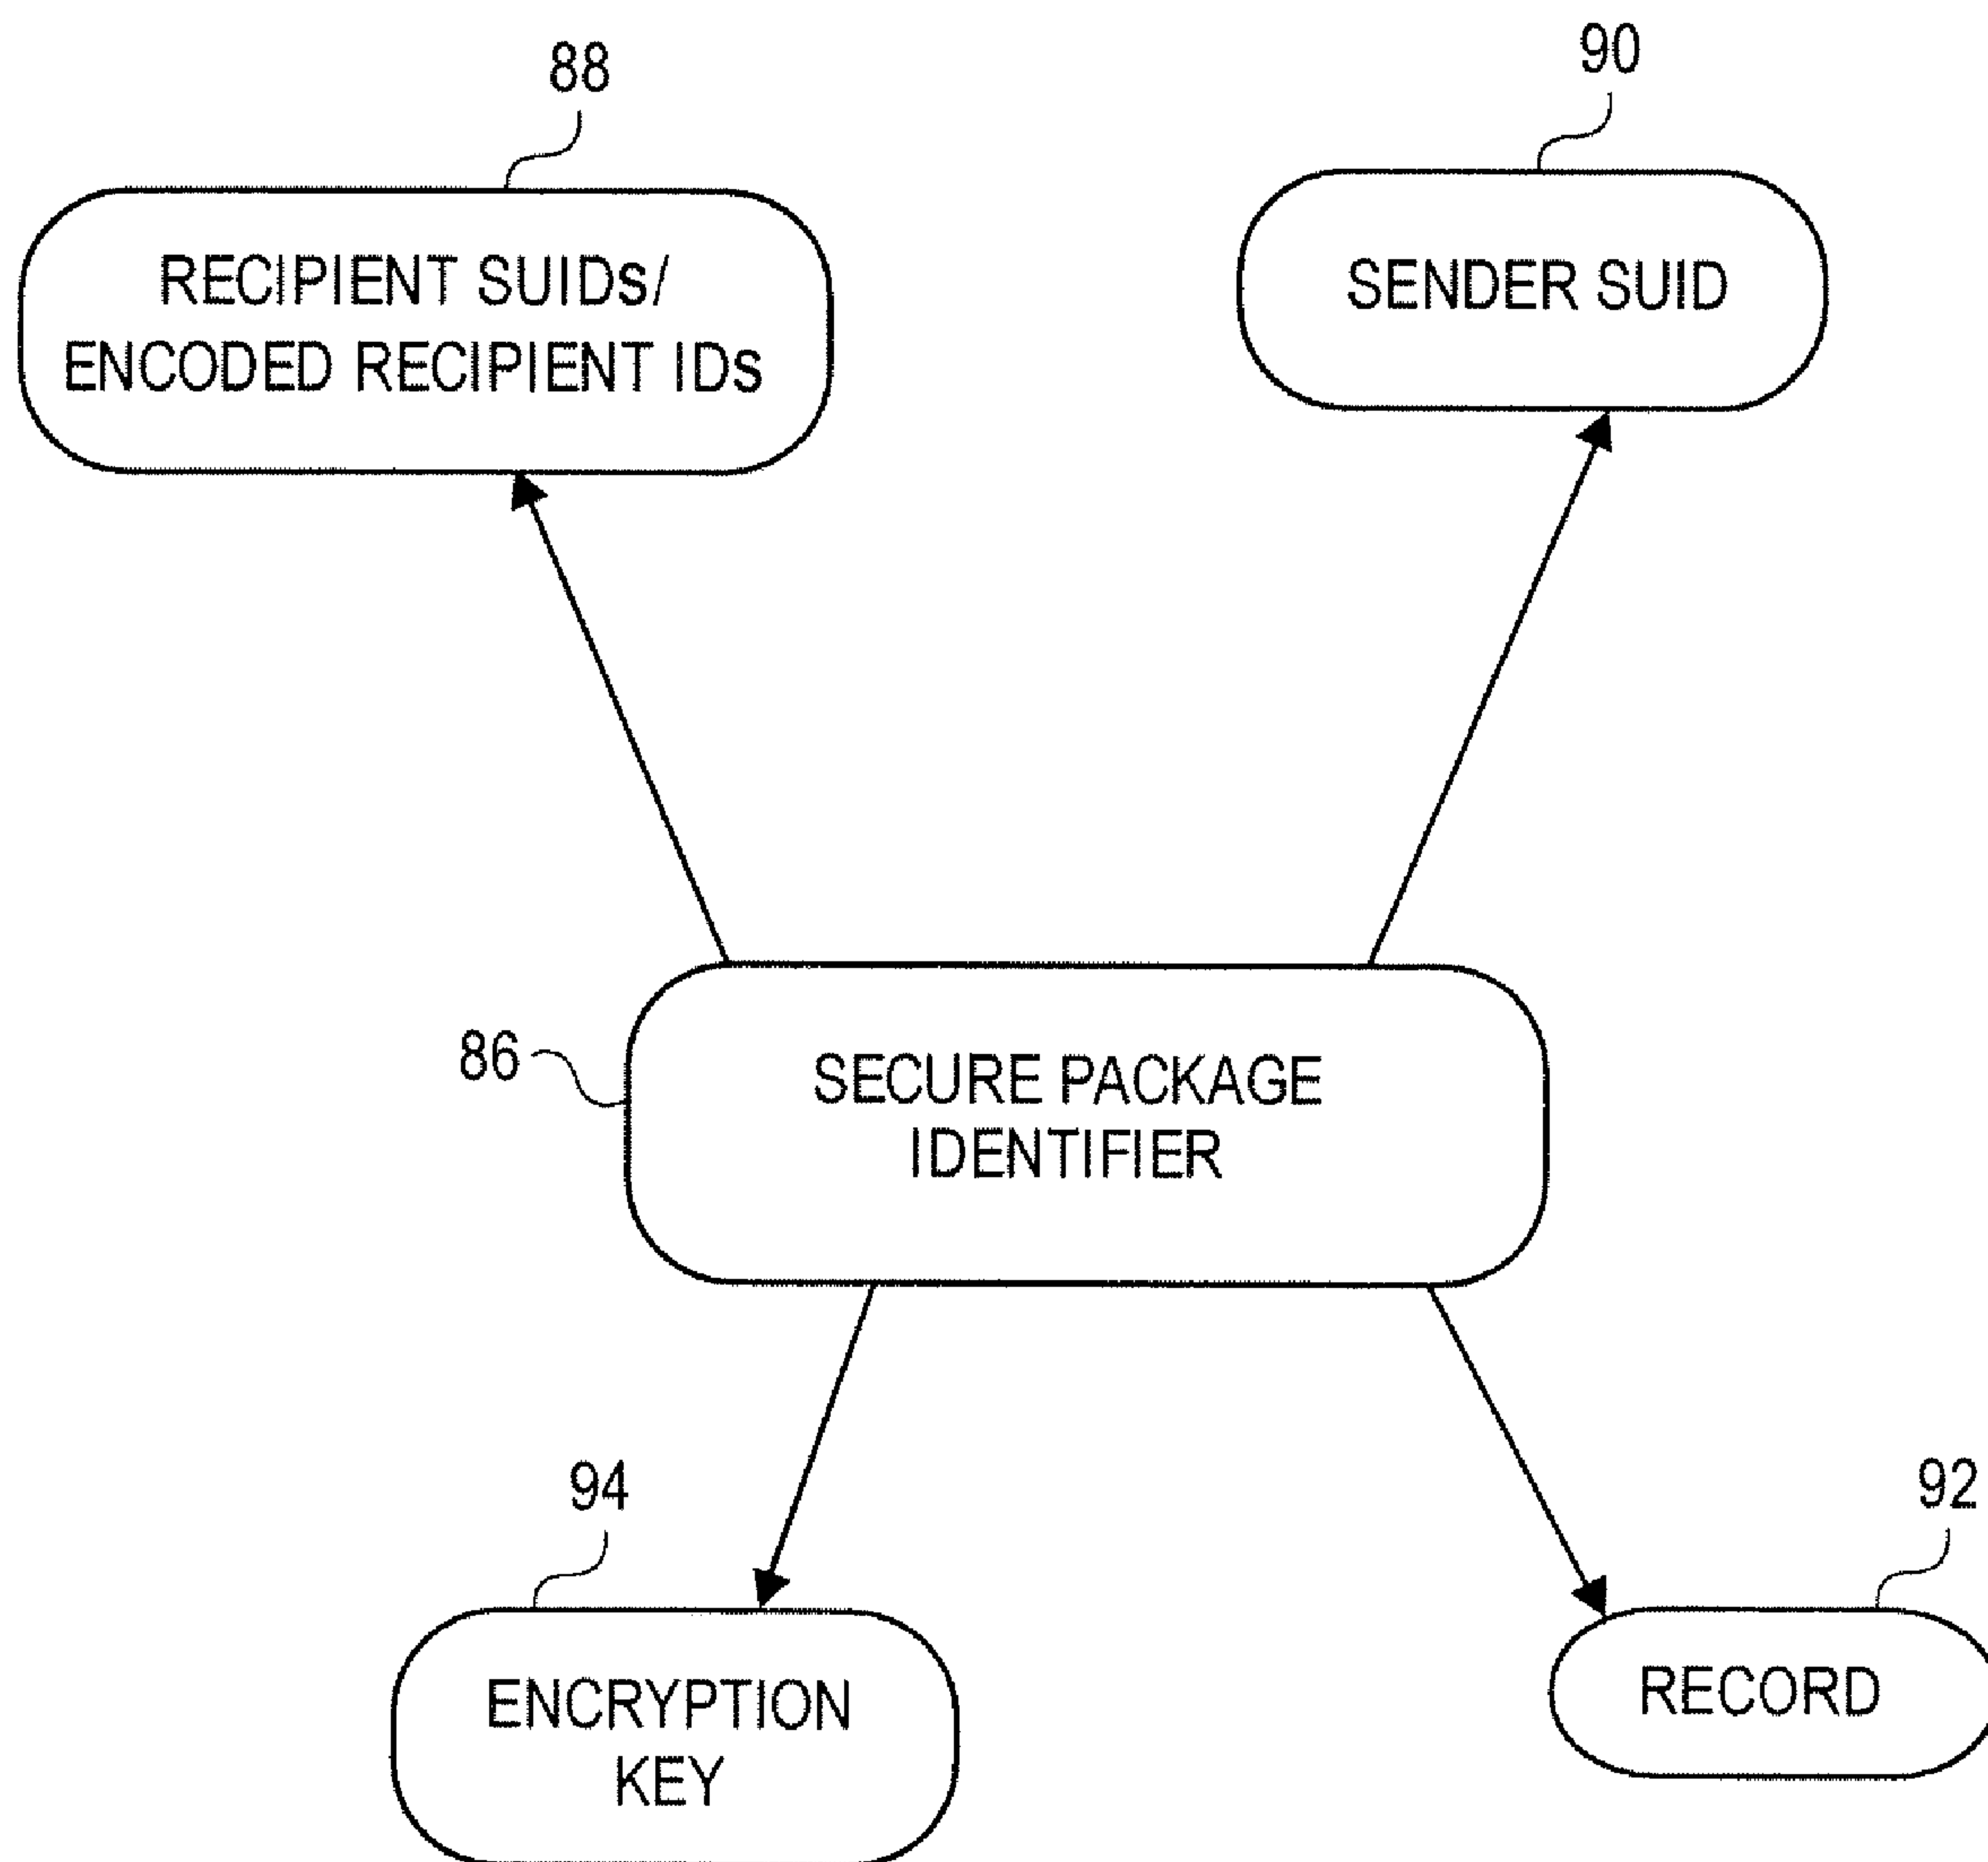 88
90
RECIPIENT SUIDs/
ENCODED RECIPIENT IDs
SENDER SUID
86
SECURE PACKAGE
IDENTIFIER
94
92
ENCRYPTION
KEY
RECORD